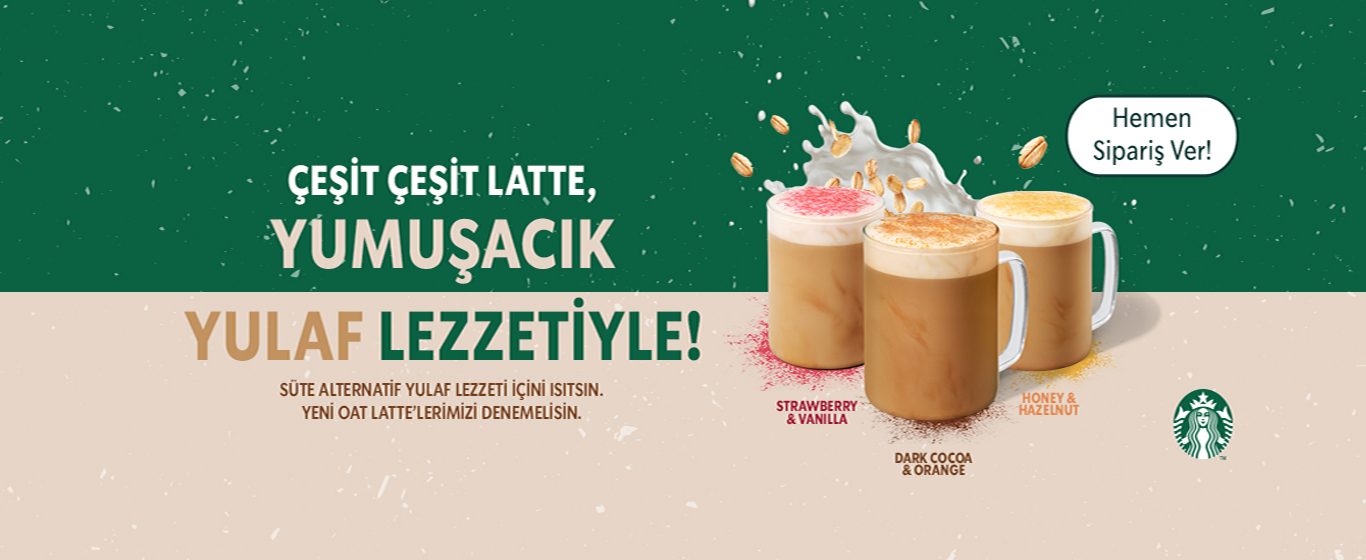 ÇEŞİT ÇEŞİT LATTE,
YUMUŞACIK
YULAF LEZZETİYLE!
SÜTE ALTERNATİF YULAF LEZZETİ İÇİNİ ISITSIN.
YENİ OAT LATTE'LERİMİZİ DENEMELİSİN.
Hemen
Sipariş Ver!
STRAWBERRY
& VANILLA
DARK COCOA
& ORANGE
HONEY &
HAZELNUT
TM